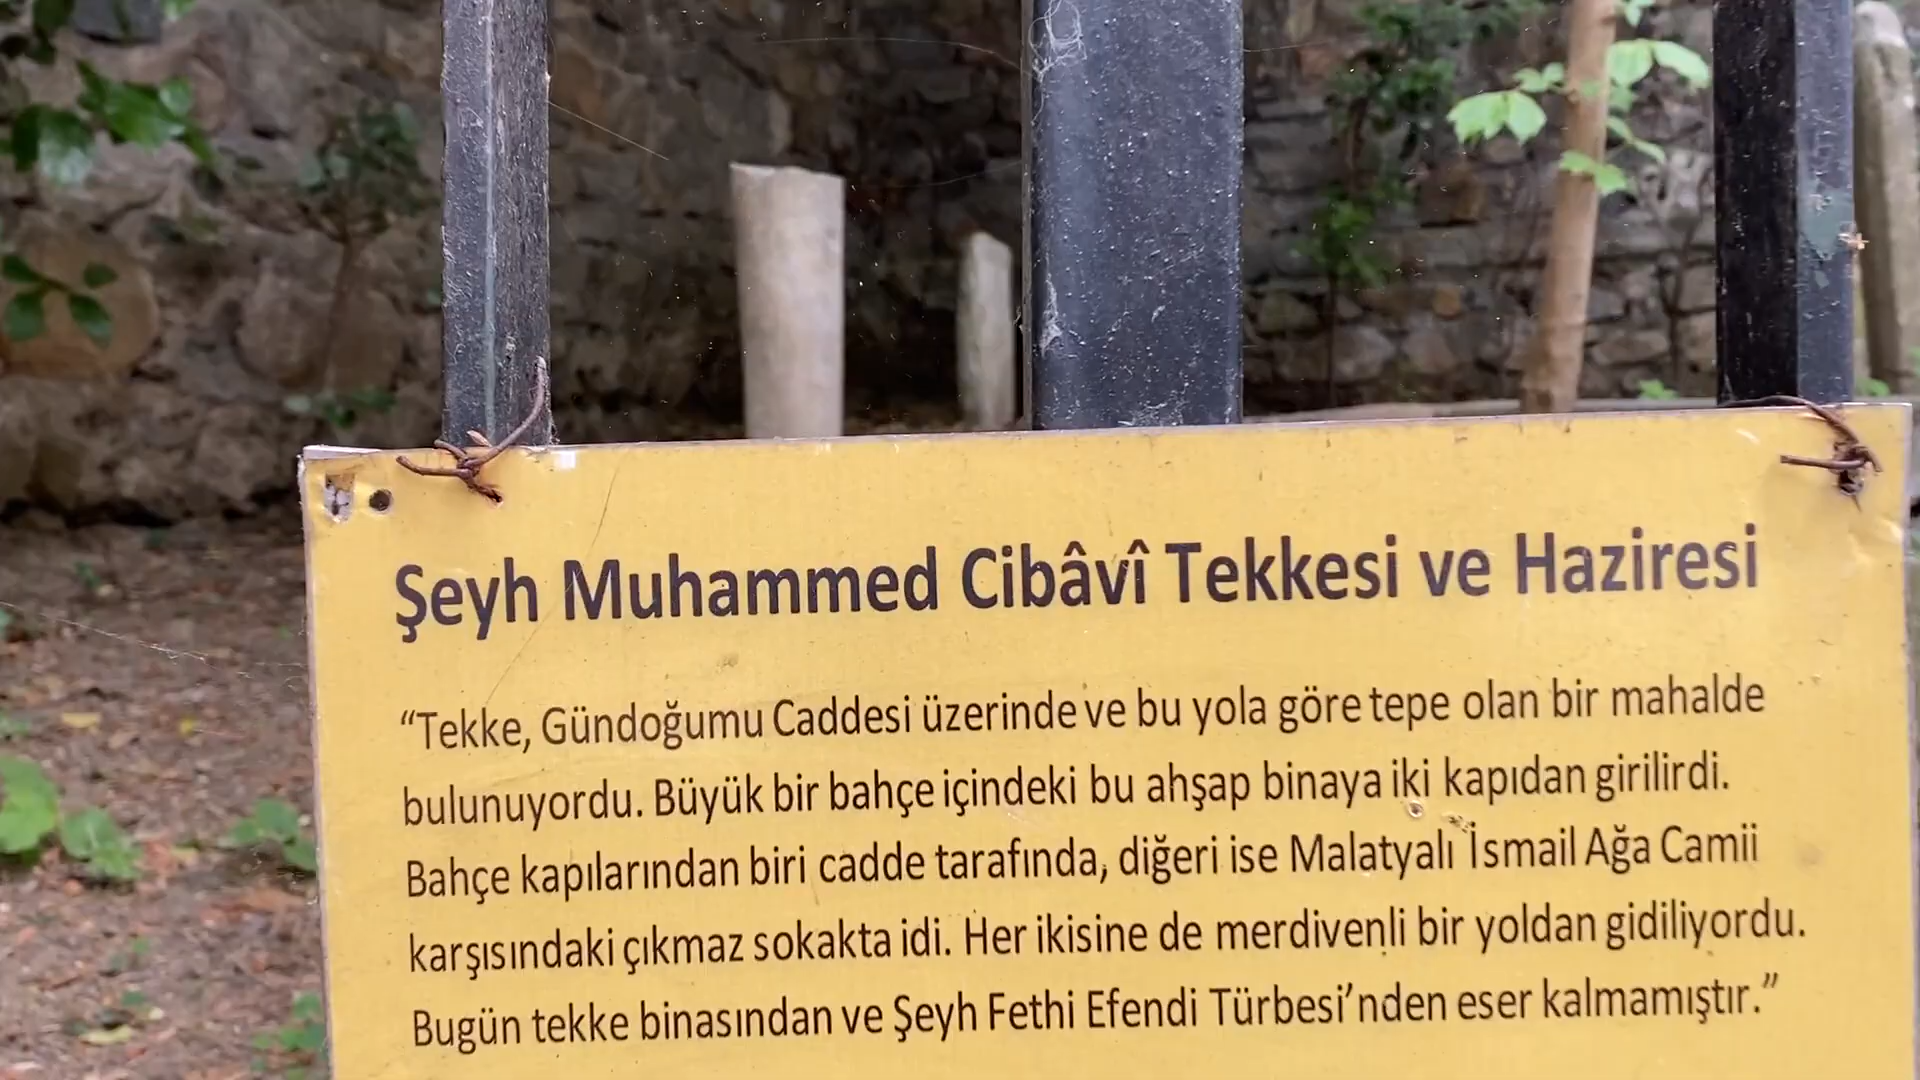 Şeyh Muhammed Cibâvî Tekkesi ve Haziresi
“Tekke, Gündoğumu Caddesi üzerinde ve bu yola göre tepe olan bir mahalde
bulunuyordu. Büyük bir bahçe içindeki bu ahşap binaya iki kapıdan girilirdi.
Bahçe kapılarından biri cadde tarafında, diğeri ise Malatyalı İsmail Ağa Camii
karşısındaki çıkmaz sokakta idi. Her ikisine de merdivenli bir yoldan gidiliyordu.
Bugün tekke binasından ve Şeyh Fethi Efendi Türbesi’nden eser kalmamıştır.”